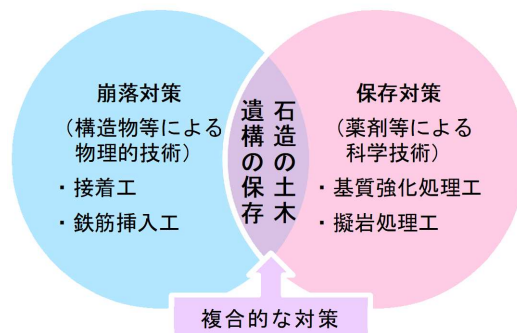 崩落対策
（構造物等による
物理的技術）
・接着工
・鉄筋挿入工
石造の土木
遺構の保存
保存対策
（薬剤等による
科学技術）
・基質強化処理工
・擬岩処理工
複合的な対策